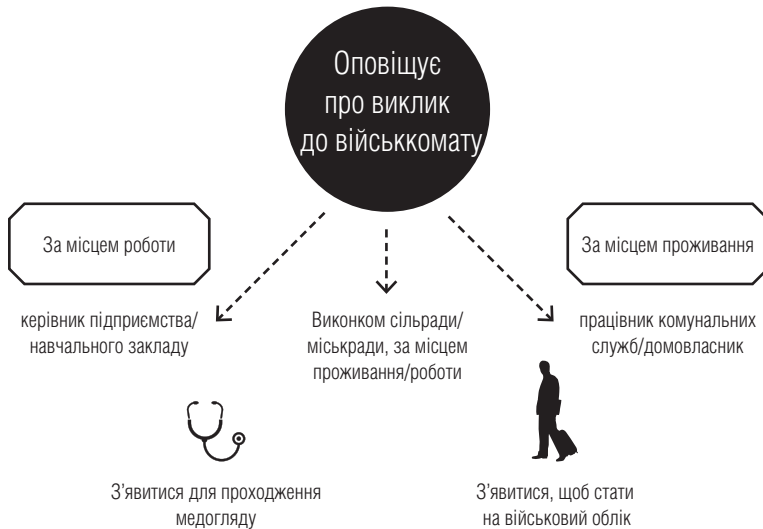 Оповіщує
про виклик
до військкомату
За місцем роботи
За місцем проживання
керівник підприємства/
навчального закладу
Виконком сільради/
міськради, за місцем
проживання/роботи
працівник комунальних
служб/домовласник
З'явитися для проходження
медогляду
З'явитися, щоб стати
на військовий облік